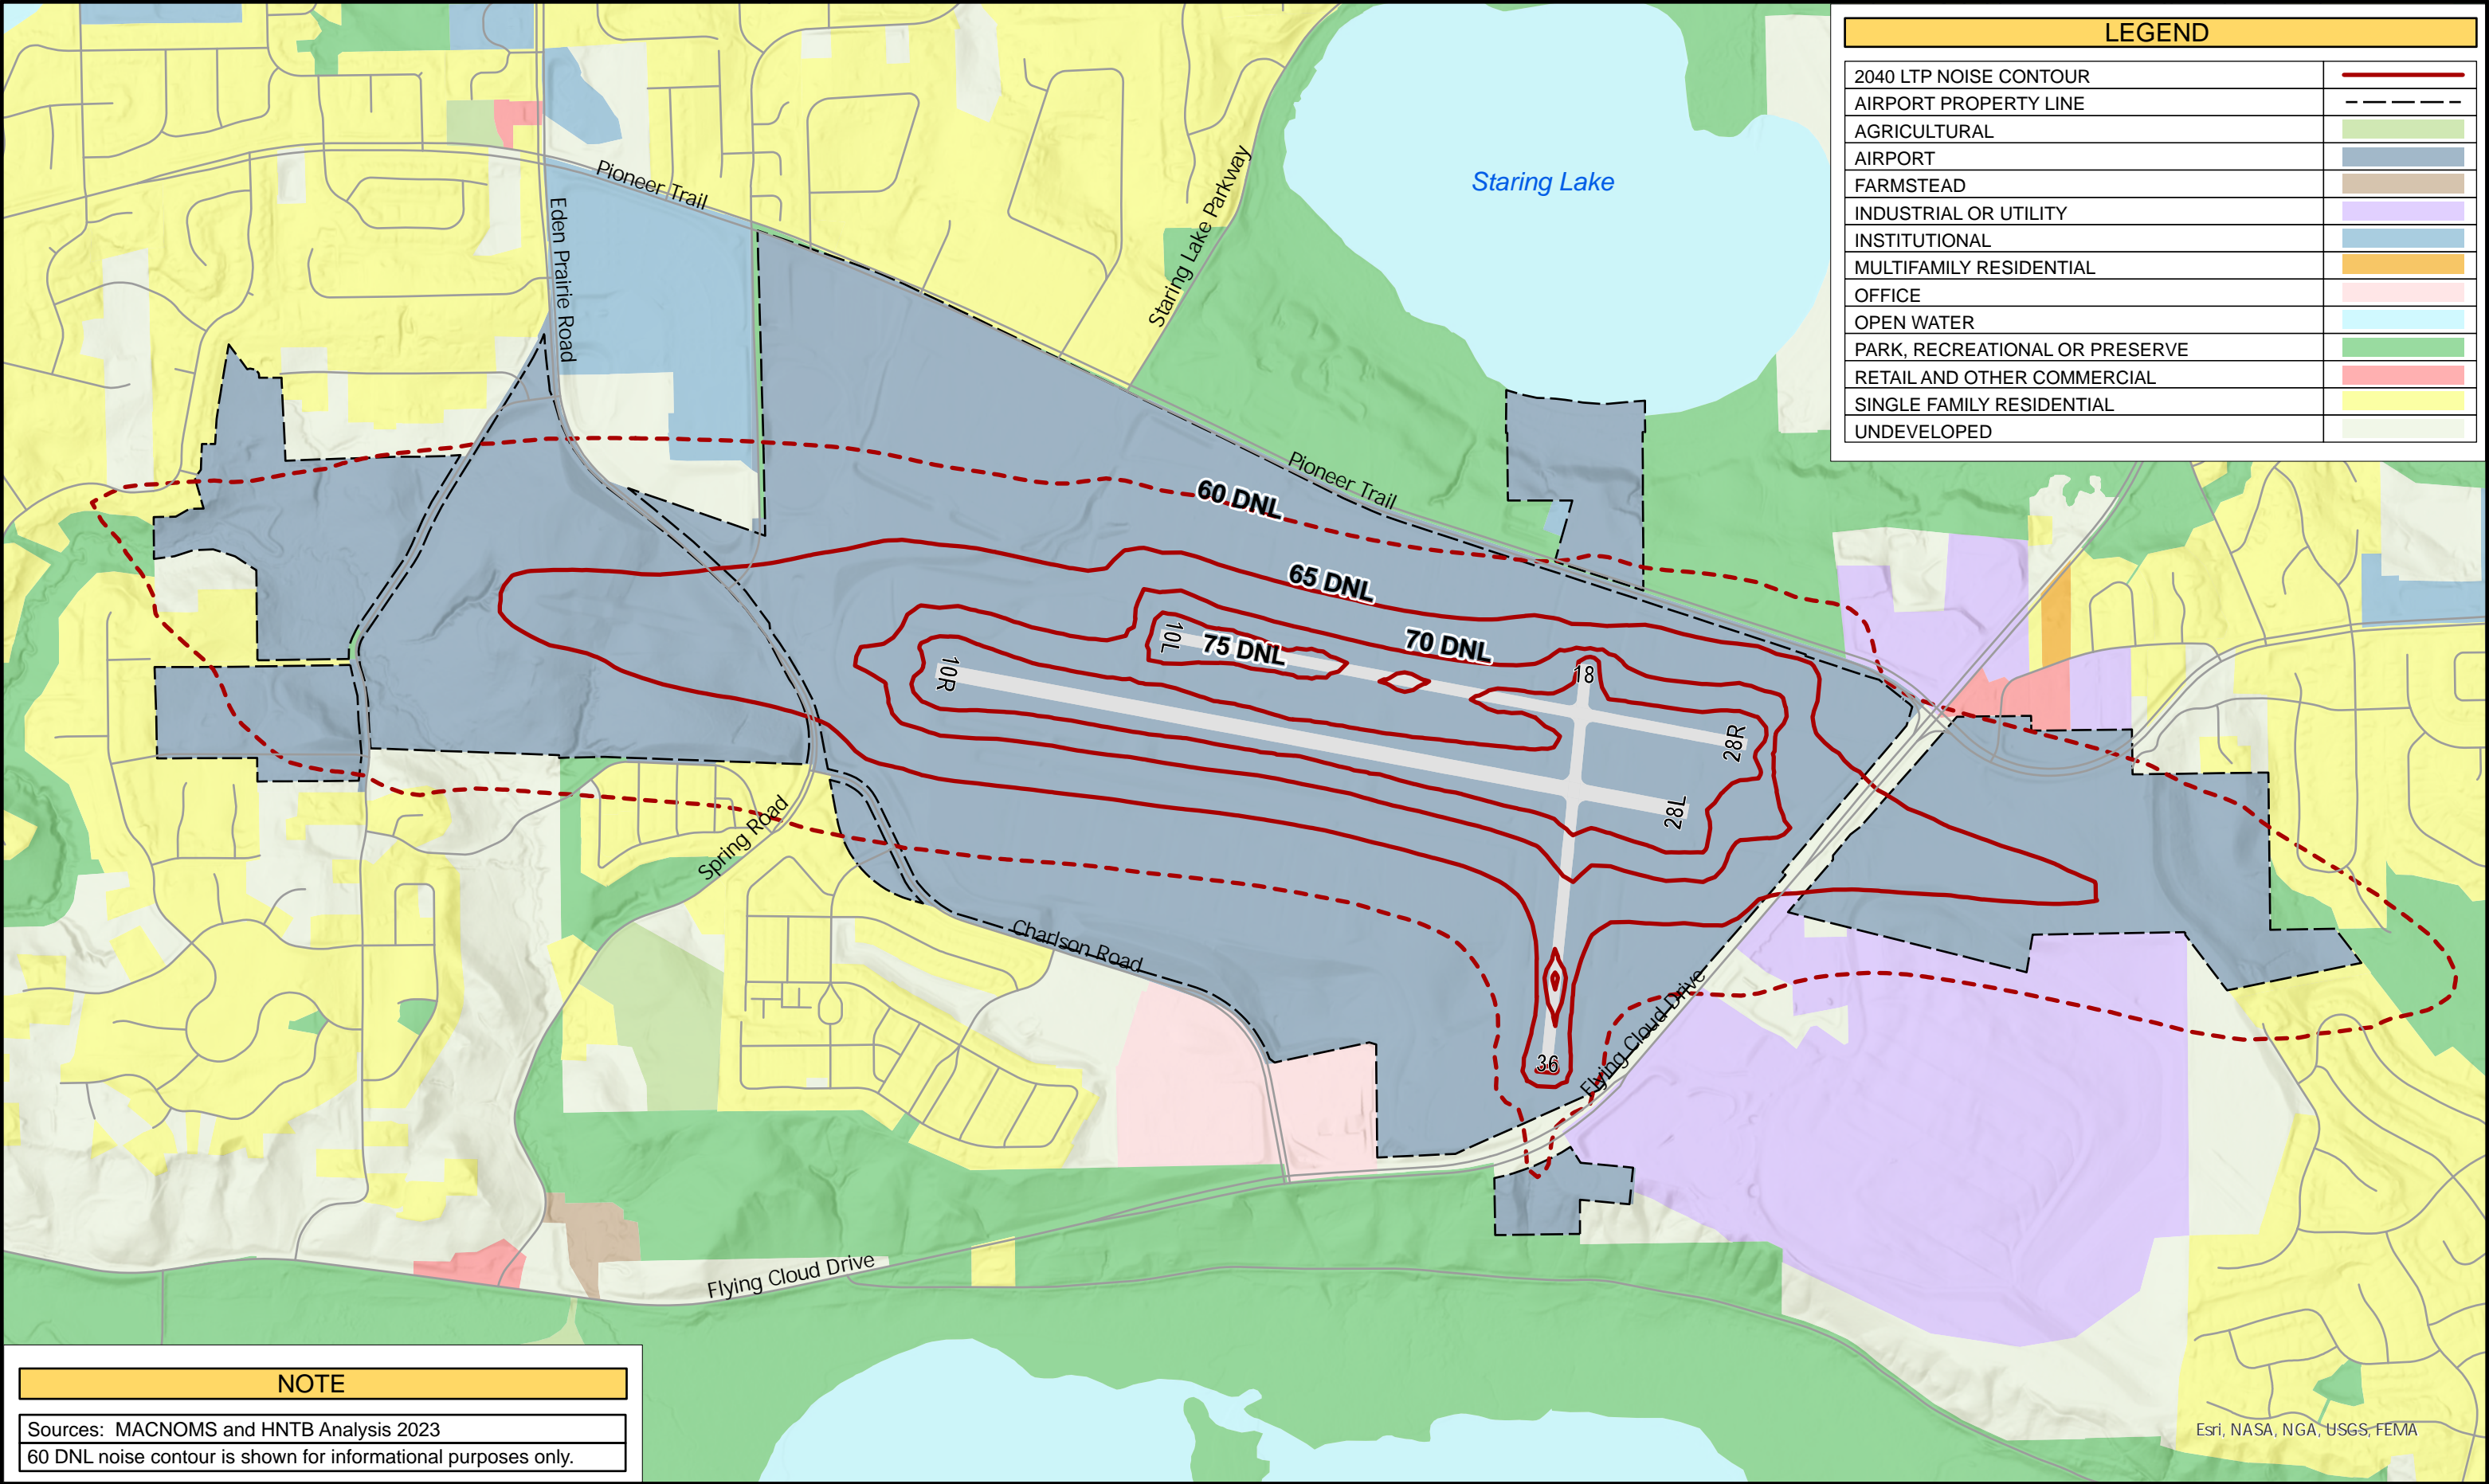 LEGEND
2040 LTP NOISE CONTOUR
AIRPORT PROPERTY LINE
AGRICULTURAL
AIRPORT
FARMSTEAD
INDUSTRIAL OR UTILITY
INSTITUTIONAL
MULTIFAMILY RESIDENTIAL
OFFICE
OPEN WATER
PARK, RECREATIONAL OR PRESERVE
RETAIL AND OTHER COMMERCIAL
SINGLE FAMILY RESIDENTIAL
UNDEVELOPED
Pioneer Trail
Staring Lake
Staring Lake Parkway
Eden Prairie Road
Pioneer Trail
60 DNL
65 DNL
70 DNL
75 DNL
10L
10R
18
28R
28L
36
Spring Road
Charlson Road
Flying Cloud Drive
Flying Cloud Drive
NOTE
Sources: MACNOMS and HNTB Analysis 2023
60 DNL noise contour is shown for informational purposes only.
Esri, NASA, NGA, USGS, FEMA